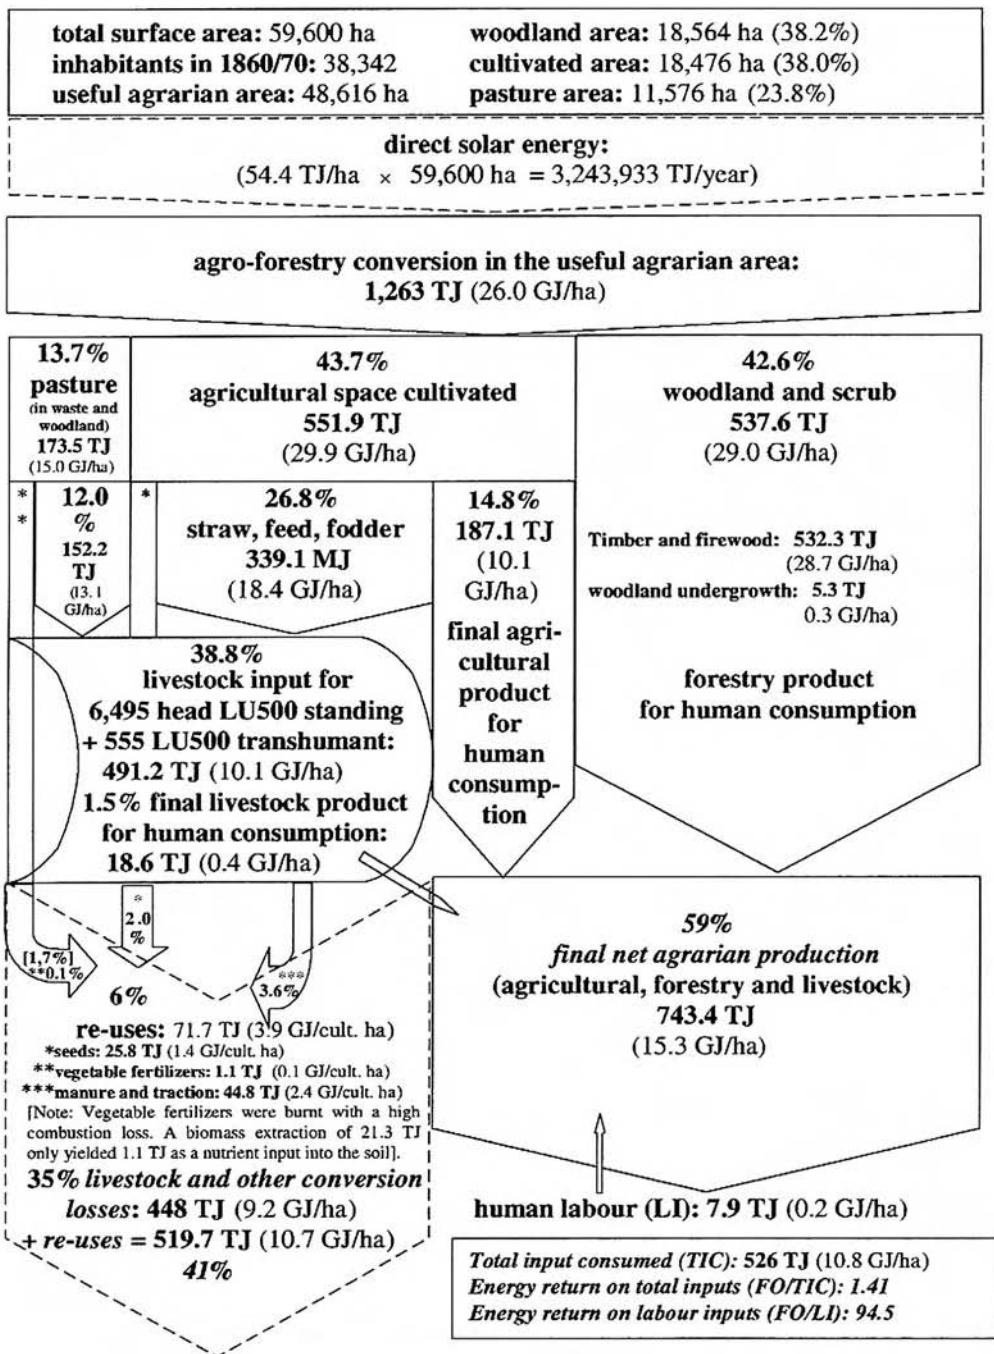 total surface area: 59,600 ha
inhabitants in 1860/70: 38,342
useful agrarian area: 48,616 ha
woodland area: 18,564 ha (38.2%)
cultivated area: 18,476 ha (38.0%)
pasture area: 11,576 ha (23.8%)
direct solar energy:
(54.4 TJ/ha × 59,600 ha = 3,243,933 TJ/year)
agro-forestry conversion in the useful agrarian area:
1,263 TJ (26.0 GJ/ha)
13.7%
pasture
(in waste and
woodland)
173.5 TJ
(15.0 GJ/ha)
43.7%
agricultural space cultivated
551.9 TJ
(29.9 GJ/ha)
42.6%
woodland and scrub
537.6 TJ
(29.0 GJ/ha)
*
*
12.0
%
152.2
TJ
(13.1
GJ/ha)
*
26.8%
straw, feed, fodder
339.1 MJ
(18.4 GJ/ha)
14.8%
187.1 TJ
(10.1
GJ/ha)
final agri-
cultural
product
for
human
consump-
tion
Timber and firewood: 532.3 TJ
(28.7 GJ/ha)
woodland undergrowth: 5.3 TJ
0.3 GJ/ha)
forestry product
for human consumption
38.8%
livestock input for
6,495 head LU500 standing
+ 555 LU500 transhumant:
491.2 TJ (10.1 GJ/ha)
1.5% final livestock product
for human consumption:
18.6 TJ (0.4 GJ/ha)
*
2.0
%
[1,7%]
**0.1%
***
3.6%
6%
re-uses: 71.7 TJ (3.9 GJ/cult. ha)
*seeds: 25.8 TJ (1.4 GJ/cult. ha)
**vegetable fertilizers: 1.1 TJ (0.1 GJ/cult. ha)
***manure and traction: 44.8 TJ (2.4 GJ/cult. ha)
[Note: Vegetable fertilizers were burnt with a high
combustion loss. A biomass extraction of 21.3 TJ
only yielded 1.1 TJ as a nutrient input into the soil].
35% livestock and other conversion
losses: 448 TJ (9.2 GJ/ha)
+ re-uses = 519.7 TJ (10.7 GJ/ha)
41%
59%
final net agrarian production
(agricultural, forestry and livestock)
743.4 TJ
(15.3 GJ/ha)
human labour (LI): 7.9 TJ (0.2 GJ/ha)
Total input consumed (TIC): 526 TJ (10.8 GJ/ha)
Energy return on total inputs (FO/TIC): 1.41
Energy return on labour inputs (FO/LI): 94.5